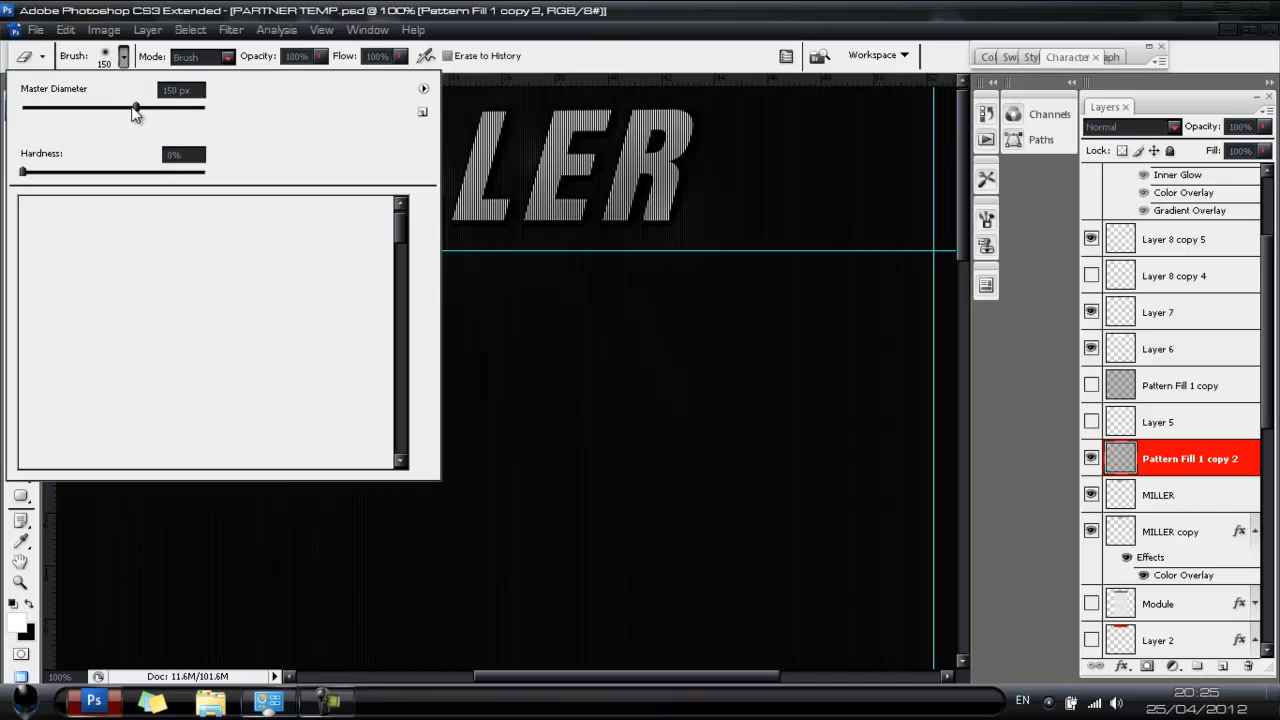 Adobe Photoshop CS3 Extended - [PARTNER TEMP.psd @ 100% (Pattern Fill 1 copy 2, RGB/8#)]
File Edit Image Layer Select Filter Analysis View Window Help
Brush: 150 Mode: Brush Opacity: 100% Flow: 100% Erase to History Workspace Character
Master Diameter 150 px
Hardness: 0%
LER
Channels
Paths
Layers
Normal Opacity: 100%
Lock: Fill: 100%
Inner Glow
Color Overlay
Gradient Overlay
Layer 8 copy 5
Layer 8 copy 4
Layer 7
Layer 6
Pattern Fill 1 copy
Layer 5
Pattern Fill 1 copy 2
MILLER
MILLER copy fx
Effects
Color Overlay
Module fx
Layer 2 fx
100% Doc: 11.6M/101.6M
Ps EN 20:25
25/04/2012